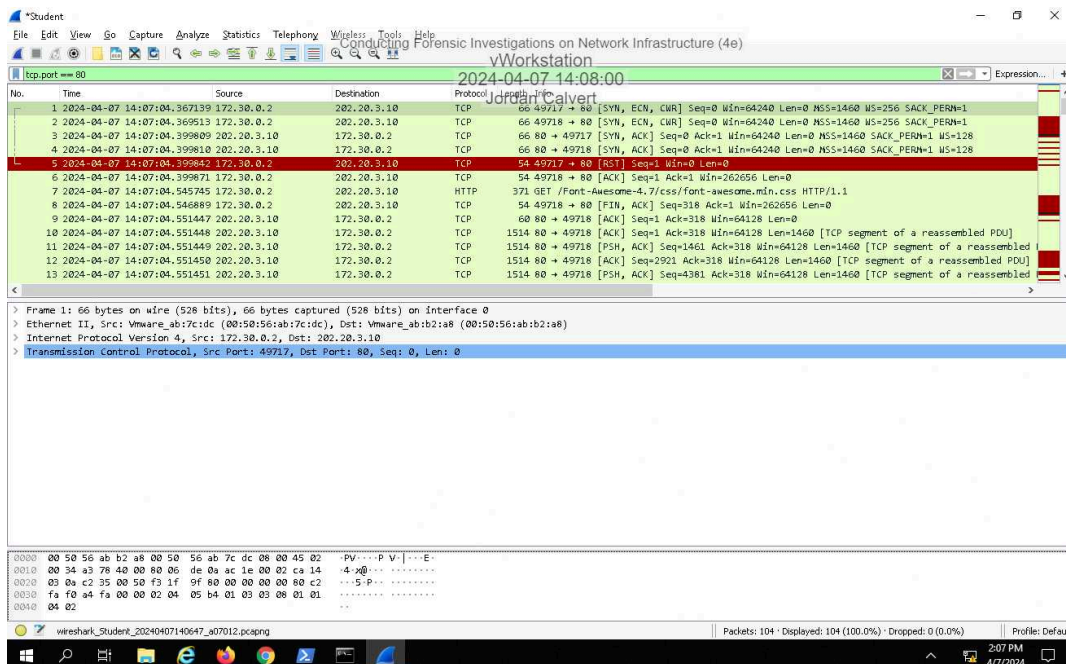 *Student
File Edit View Go Capture Analyze Statistics Telephony Wireless Tools Help
Conducting Forensic Investigations on Network Infrastructure (4e)
vWorkstation
2024-04-07 14:08:00
Jordan Calvert
tcp.port == 80 Expression... +
No. Time Source Destination Protocol Length Info
1 2024-04-07 14:07:04.367139 172.30.0.2 202.20.3.10 TCP 66 49717 → 80 [SYN, ECN, CWR] Seq=0 Win=64240 Len=0 MSS=1460 WS=256 SACK_PERM=1
2 2024-04-07 14:07:04.369513 172.30.0.2 202.20.3.10 TCP 66 49718 → 80 [SYN, ECN, CWR] Seq=0 Win=64240 Len=0 MSS=1460 WS=256 SACK_PERM=1
3 2024-04-07 14:07:04.399809 202.20.3.10 172.30.0.2 TCP 66 80 → 49717 [SYN, ACK] Seq=0 Ack=1 Win=64240 Len=0 MSS=1460 SACK_PERM=1 WS=128
4 2024-04-07 14:07:04.399810 202.20.3.10 172.30.0.2 TCP 66 80 → 49718 [SYN, ACK] Seq=0 Ack=1 Win=64240 Len=0 MSS=1460 SACK_PERM=1 WS=128
5 2024-04-07 14:07:04.399842 172.30.0.2 202.20.3.10 TCP 54 49717 → 80 [RST] Seq=1 Win=0 Len=0
6 2024-04-07 14:07:04.399871 172.30.0.2 202.20.3.10 TCP 54 49718 → 80 [ACK] Seq=1 Ack=1 Win=262656 Len=0
7 2024-04-07 14:07:04.545745 172.30.0.2 202.20.3.10 HTTP 371 GET /Font-Awesome-4.7/css/font-awesome.min.css HTTP/1.1
8 2024-04-07 14:07:04.546889 172.30.0.2 202.20.3.10 TCP 54 49718 → 80 [FIN, ACK] Seq=318 Ack=1 Win=262656 Len=0
9 2024-04-07 14:07:04.551447 202.20.3.10 172.30.0.2 TCP 60 80 → 49718 [ACK] Seq=1 Ack=318 Win=64128 Len=0
10 2024-04-07 14:07:04.551448 202.20.3.10 172.30.0.2 TCP 1514 80 → 49718 [ACK] Seq=1 Ack=318 Win=64128 Len=1460 [TCP segment of a reassembled PDU]
11 2024-04-07 14:07:04.551449 202.20.3.10 172.30.0.2 TCP 1514 80 → 49718 [PSH, ACK] Seq=1461 Ack=318 Win=64128 Len=1460 [TCP segment of a reassembled
12 2024-04-07 14:07:04.551450 202.20.3.10 172.30.0.2 TCP 1514 80 → 49718 [ACK] Seq=2921 Ack=318 Win=64128 Len=1460 [TCP segment of a reassembled PDU]
13 2024-04-07 14:07:04.551451 202.20.3.10 172.30.0.2 TCP 1514 80 → 49718 [PSH, ACK] Seq=4381 Ack=318 Win=64128 Len=1460 [TCP segment of a reassembled
> Frame 1: 66 bytes on wire (528 bits), 66 bytes captured (528 bits) on interface 0
> Ethernet II, Src: Vmware_ab:7c:dc (00:50:56:ab:7c:dc), Dst: Vmware_ab:b2:a8 (00:50:56:ab:b2:a8)
> Internet Protocol Version 4, Src: 172.30.0.2, Dst: 202.20.3.10
> Transmission Control Protocol, Src Port: 49717, Dst Port: 80, Seq: 0, Len: 0
0000 00 50 56 ab b2 a8 00 50 56 ab 7c dc 08 00 45 02 ·PV····P V·|···E·
0010 00 34 a3 78 40 00 80 06 de 0a ac 1e 00 02 ca 14 ·4·x@··· ········
0020 03 0a c2 35 00 50 f3 1f 9f 80 00 00 00 00 80 c2 ···5·P·· ········
0030 fa f0 a4 fa 00 00 02 04 05 b4 01 03 03 08 01 01 ········ ········
0040 04 02 ··
wireshark_Student_20240407140647_a07012.pcapng Packets: 104 · Displayed: 104 (100.0%) · Dropped: 0 (0.0%) Profile: Defau
2:07 PM
4/7/2024